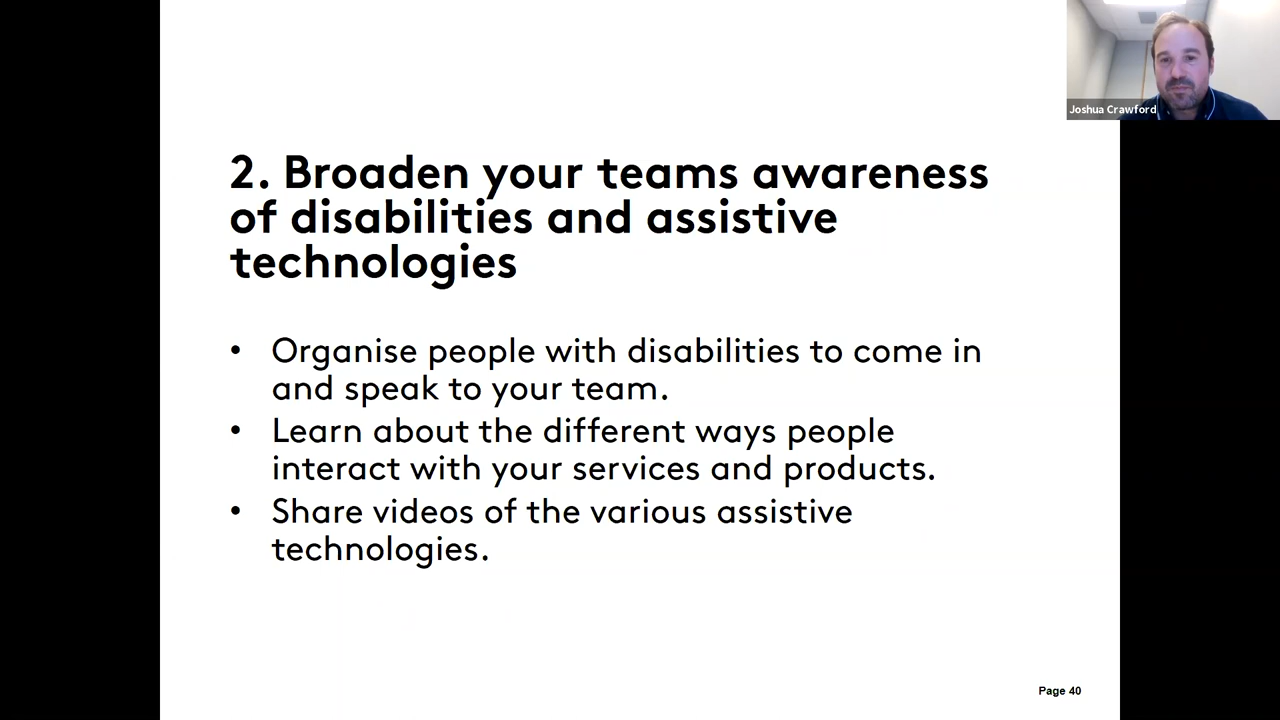 Joshua Crawford
2. Broaden your teams awareness
of disabilities and assistive
technologies
• Organise people with disabilities to come in
and speak to your team.
• Learn about the different ways people
interact with your services and products.
• Share videos of the various assistive
technologies.
Page 40